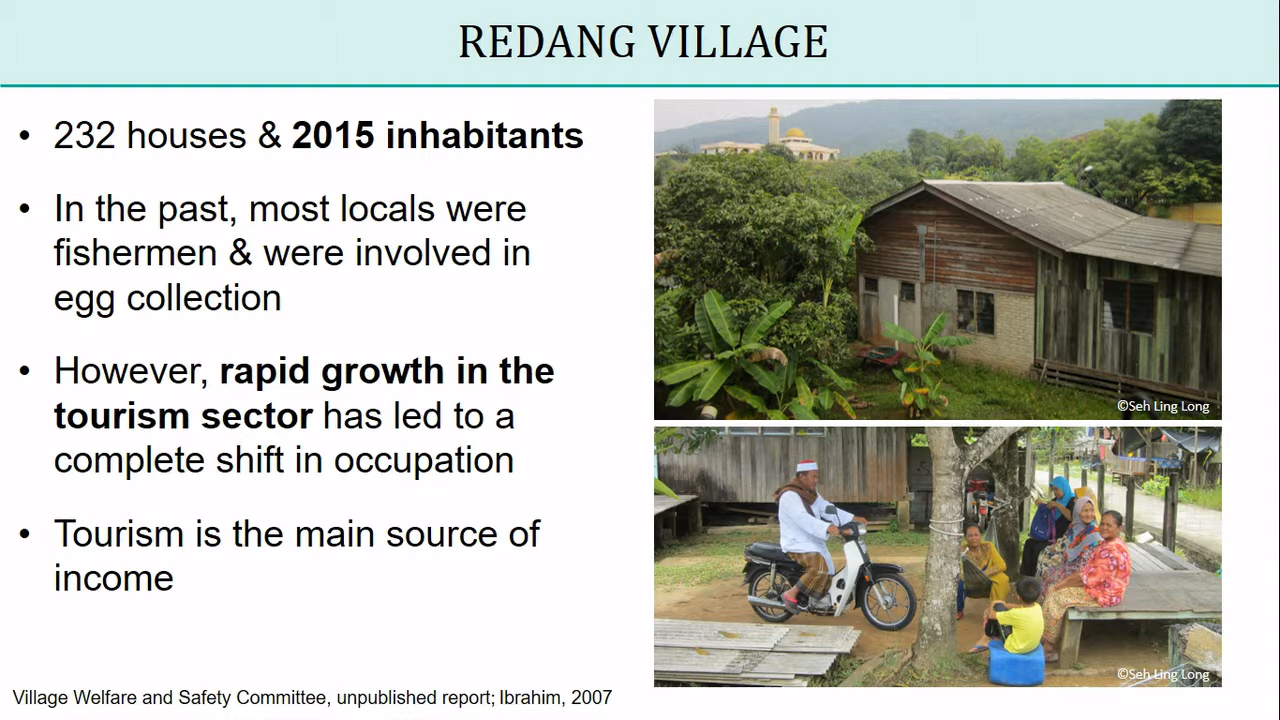 REDANG VILLAGE
• 232 houses & 2015 inhabitants
• In the past, most locals were
fishermen & were involved in
egg collection
• However, rapid growth in the
tourism sector has led to a
complete shift in occupation
• Tourism is the main source of
income
©Seh Ling Long
©Seh Ling Long
Village Welfare and Safety Committee, unpublished report; Ibrahim, 2007